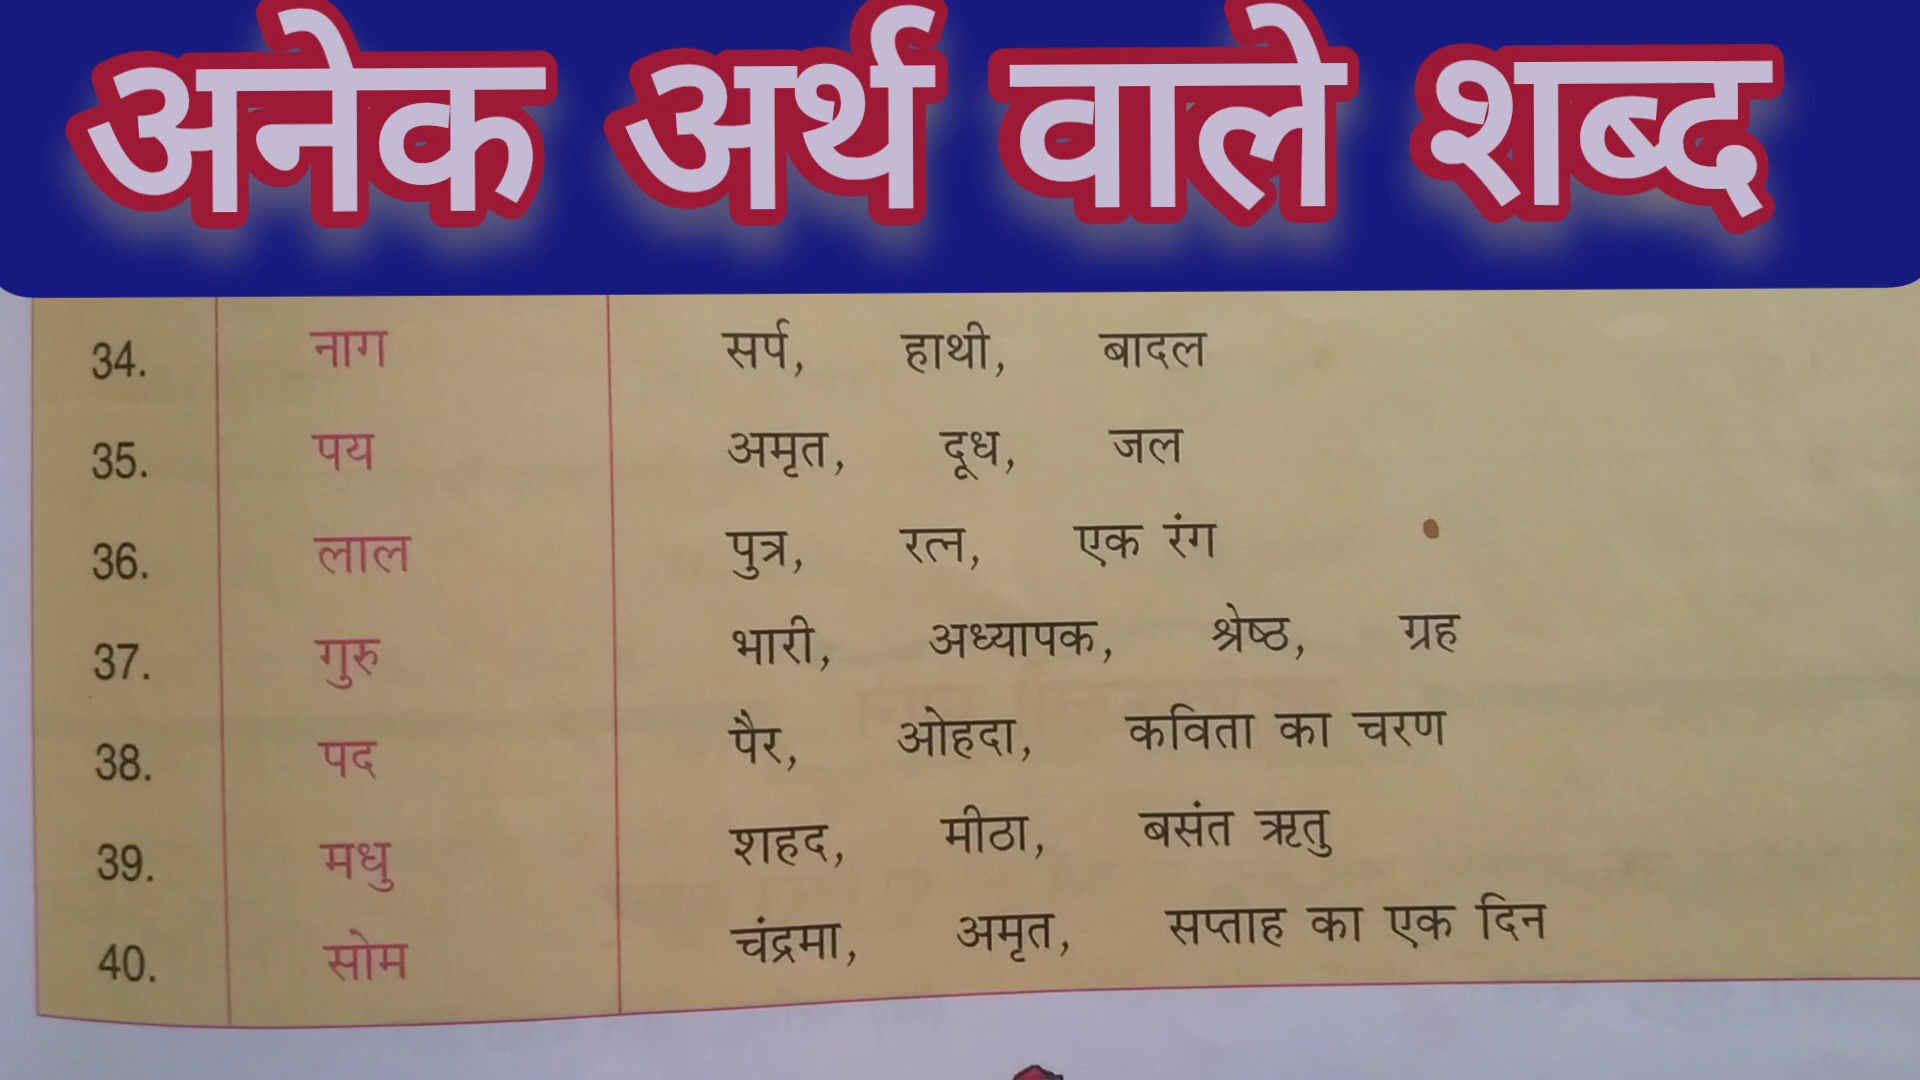 अनेक अर्थ वाले शब्द
34. नाग सर्प, हाथी, बादल
35. पय अमृत, दूध, जल
36. लाल पुत्र, रत्न, एक रंग
37. गुरु भारी, अध्यापक, श्रेष्ठ, ग्रह
38. पद पैर, ओहदा, कविता का चरण
39. मधु शहद, मीठा, बसंत ऋतु
40. सोम चंद्रमा, अमृत, सप्ताह का एक दिन